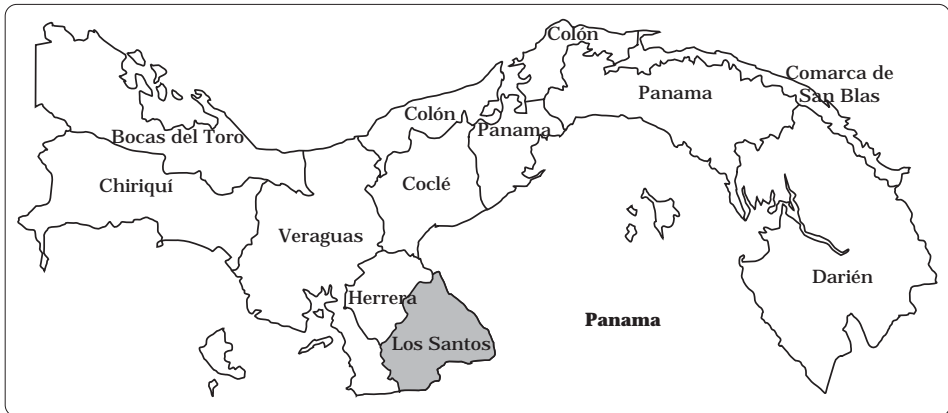 Colón
Comarca de
San Blas
Panama
Colón
Panama
Bocas del Toro
Chiriquí
Coclé
Veraguas
Darién
Herrera
Panama
Los Santos